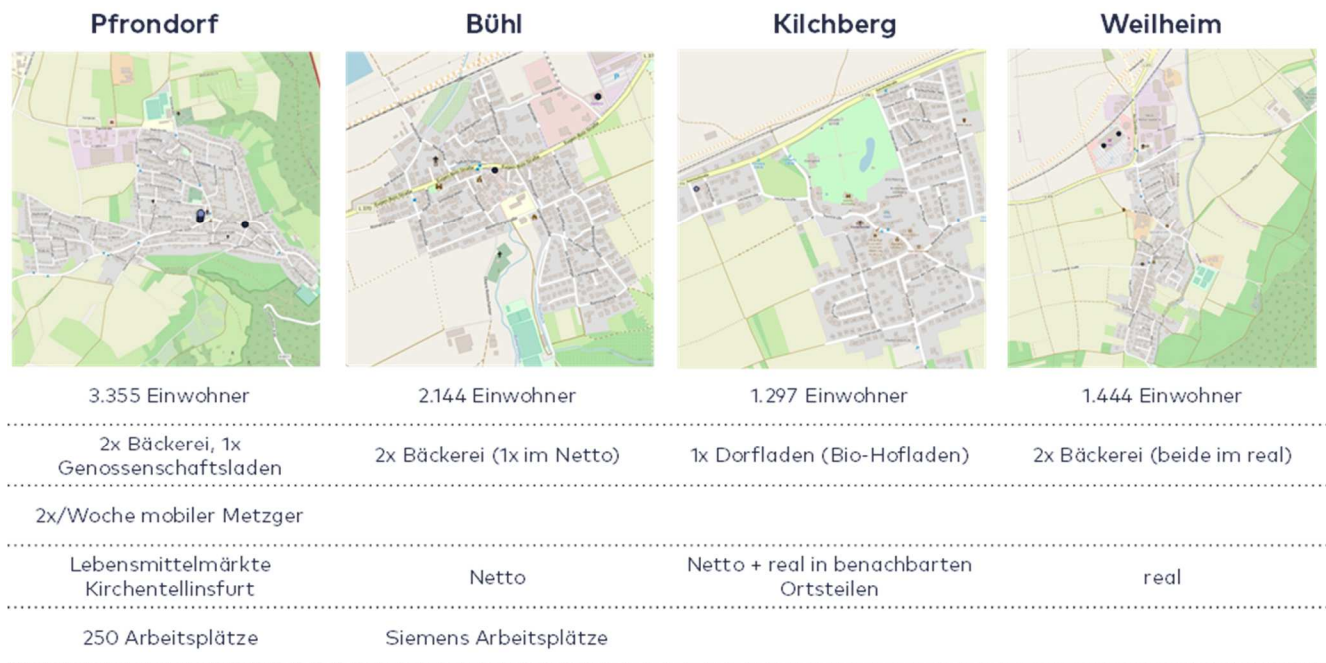 Pfrondorf
Bühl
Kilchberg
Weilheim
3.355 Einwohner
2.144 Einwohner
1.297 Einwohner
1.444 Einwohner
2x Bäckerei, 1x
Genossenschaftsladen
2x Bäckerei (1x im Netto)
1x Dorfladen (Bio-Hofladen)
2x Bäckerei (beide im real)
2x/Woche mobiler Metzger
Lebensmittelmärkte
Kirchentellinsfurt
Netto
Netto + real in benachbarten
Ortsteilen
real
250 Arbeitsplätze
Siemens Arbeitsplätze